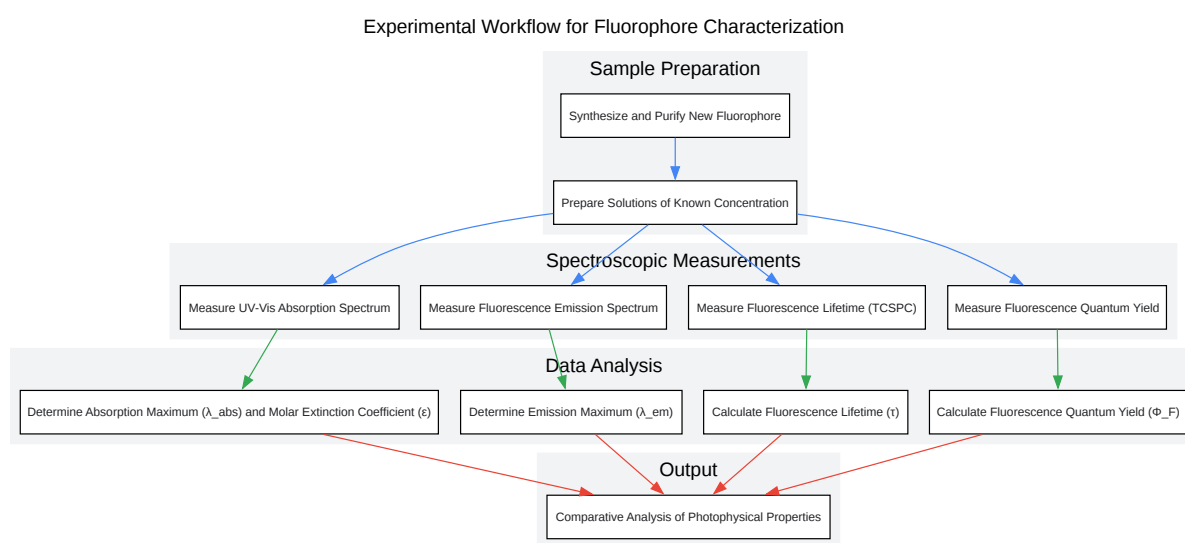 Experimental Workflow for Fluorophore Characterization
Sample Preparation
Synthesize and Purify New Fluorophore
Prepare Solutions of Known Concentration
Spectroscopic Measurements
Measure UV-Vis Absorption Spectrum
Measure Fluorescence Emission Spectrum
Measure Fluorescence Lifetime (TCSPC)
Measure Fluorescence Quantum Yield
Data Analysis
Determine Absorption Maximum (λ_abs) and Molar Extinction Coefficient (ε)
Determine Emission Maximum (λ_em)
Calculate Fluorescence Lifetime (τ)
Calculate Fluorescence Quantum Yield (Φ_F)
Output
Comparative Analysis of Photophysical Properties